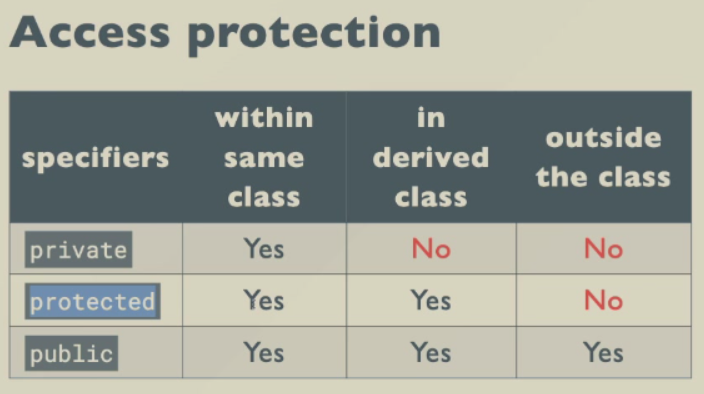 Access protection
specifiers within same class in derived class outside the class
private Yes No No
protected Yes Yes No
public Yes Yes Yes